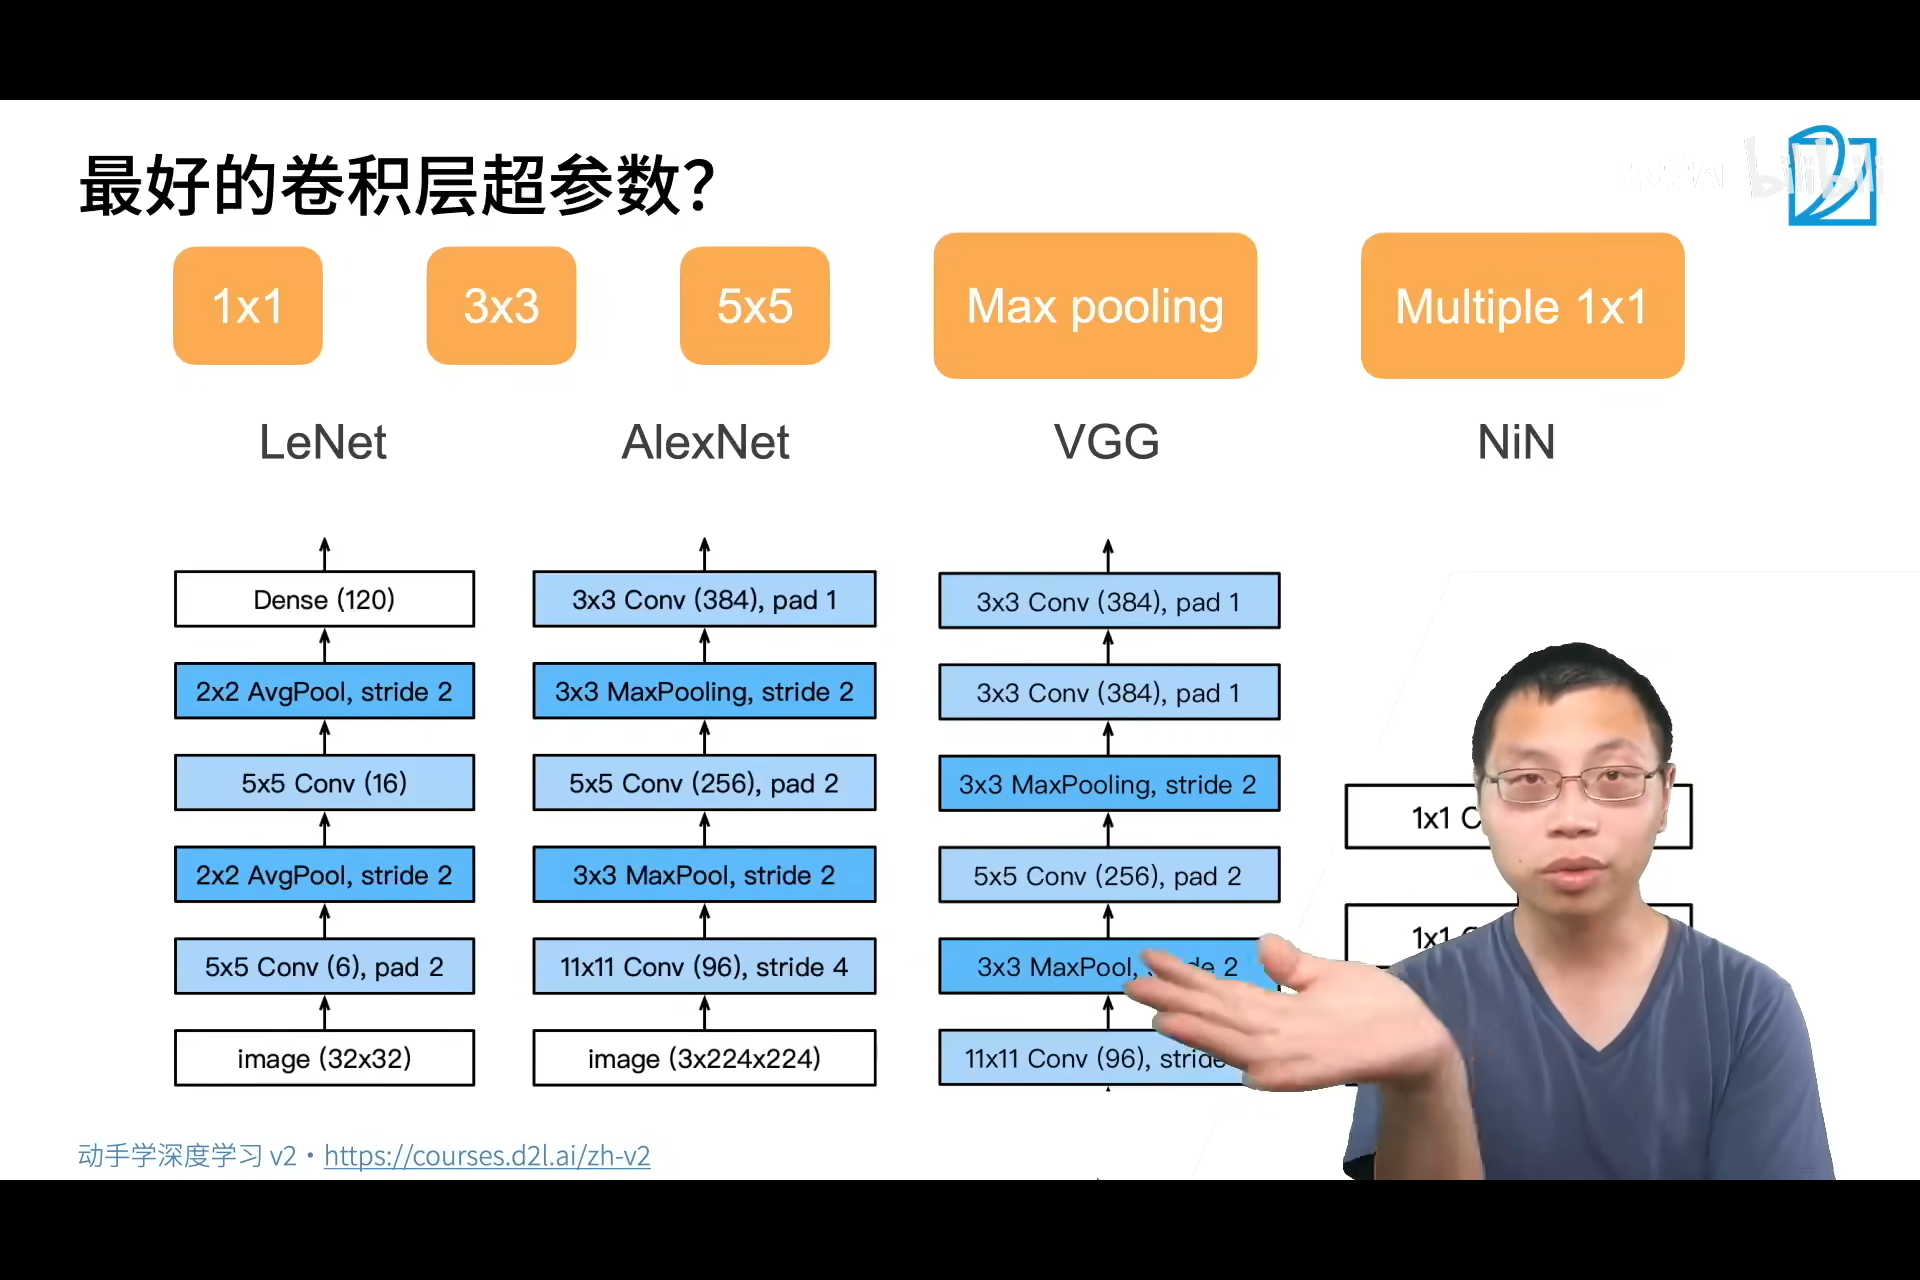 最好的卷积层超参数?
bilibili
1x1
3x3
5x5
Max pooling
Multiple 1x1
LeNet
AlexNet
VGG
NiN
Dense (120)
2x2 AvgPool, stride 2
5x5 Conv (16)
2x2 AvgPool, stride 2
5x5 Conv (6), pad 2
image (32x32)
3x3 Conv (384), pad 1
3x3 MaxPooling, stride 2
5x5 Conv (256), pad 2
3x3 MaxPool, stride 2
11x11 Conv (96), stride 4
image (3x224x224)
3x3 Conv (384), pad 1
3x3 Conv (384), pad 1
3x3 MaxPooling, stride 2
5x5 Conv (256), pad 2
3x3 MaxPool, 2
11x11 Conv (96), stride
1x1 C
1x1
动手学深度学习 v2 • https://courses.d2l.ai/zh-v2